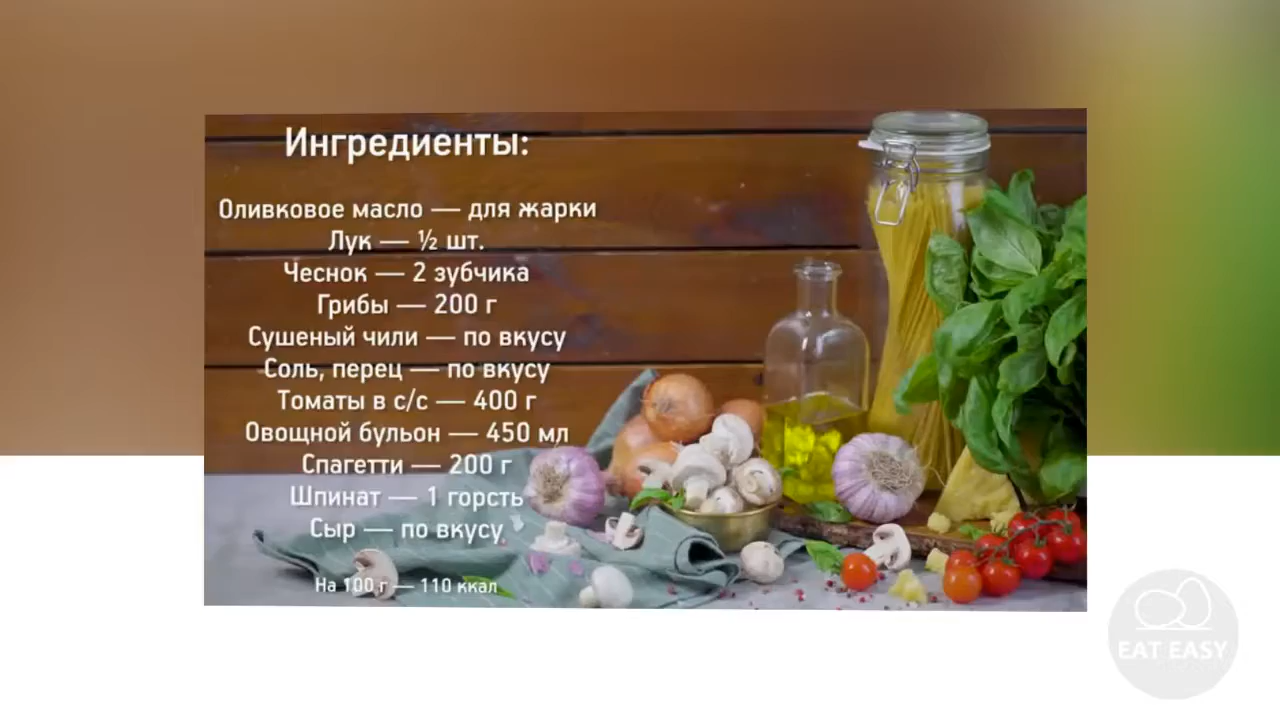 Ингредиенты:
Оливковое масло — для жарки
Лук — ½ шт.
Чеснок — 2 зубчика
Грибы — 200 г
Сушеный чили — по вкусу
Соль, перец — по вкусу
Томаты в с/с — 400 г
Овощной бульон — 450 мл
Спагетти — 200 г
Шпинат — 1 горсть
Сыр — по вкусу
На 100 г — 110 ккал
EAT EASY